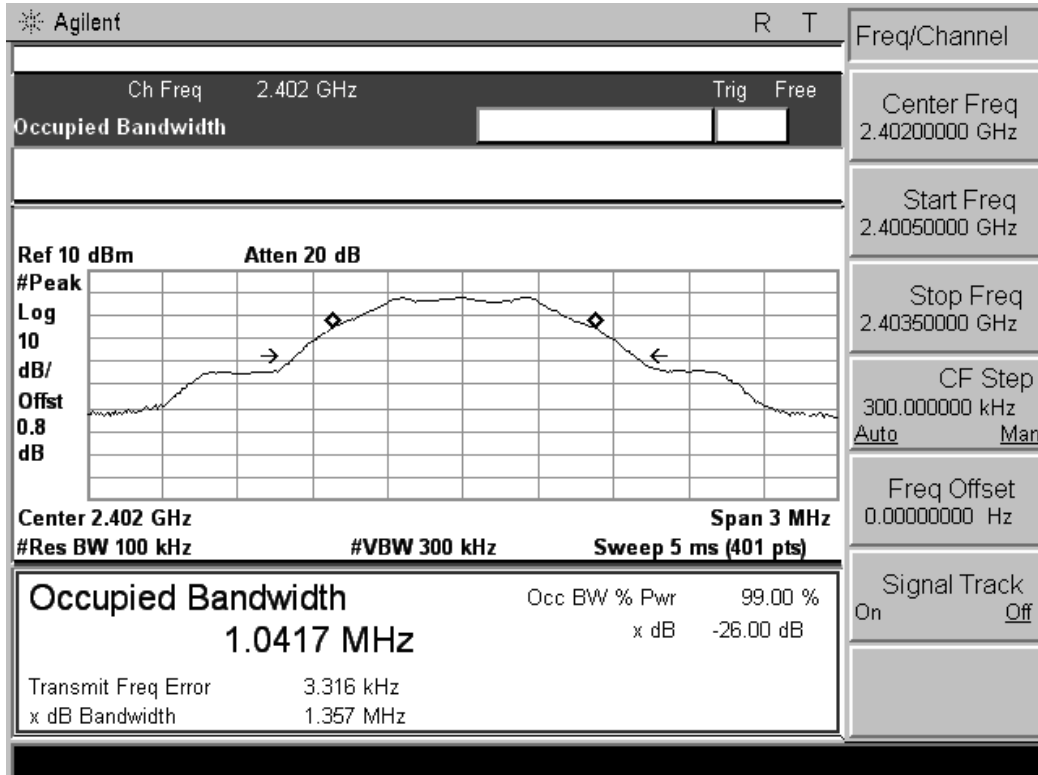 Agilent R T
Ch Freq 2.402 GHz Trig Free
Occupied Bandwidth
Ref 10 dBm Atten 20 dB
#Peak
Log
10
dB/
Offst
0.8
dB
Center 2.402 GHz Span 3 MHz
#Res BW 100 kHz #VBW 300 kHz Sweep 5 ms (401 pts)
Occupied Bandwidth Occ BW % Pwr 99.00 %
1.0417 MHz x dB -26.00 dB
Transmit Freq Error 3.316 kHz
x dB Bandwidth 1.357 MHz
Freq/Channel
Center Freq
2.40200000 GHz
Start Freq
2.40050000 GHz
Stop Freq
2.40350000 GHz
CF Step
300.000000 kHz
Auto Man
Freq Offset
0.00000000 Hz
Signal Track
On Off